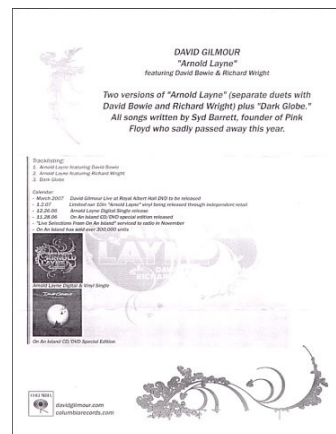 DAVID GILMOUR
"Arnold Layne"
featuring David Bowie & Richard Wright
Two versions of "Arnold Layne" (separate duets with
David Bowie and Richard Wright) plus "Dark Globe."
All songs written by Syd Barrett, founder of Pink
Floyd who sadly passed away this year.
Tracklisting:
1. Arnold Layne featuring David Bowie
2. Arnold Layne featuring Richard Wright
3. Dark Globe
Calendar:
- March 2007 David Gilmour Live at Royal Albert Hall DVD to be released
- 1.2.07 Limited run "Arnold Layne" vinyl being released through independent retail
- 12.26.06 Arnold Layne Digital Single release
- 11.28.06 On An Island CD/DVD special edition released
- "Live Selections From On An Island" serviced to radio in November
- On An Island has sold over 300,000 units
ARNOLD
LAYNE
Arnold Layne Digital & Vinyl Single
On An Island CD/DVD Special Edition
COLUMBIA
davidgilmour.com
columbiarecords.com